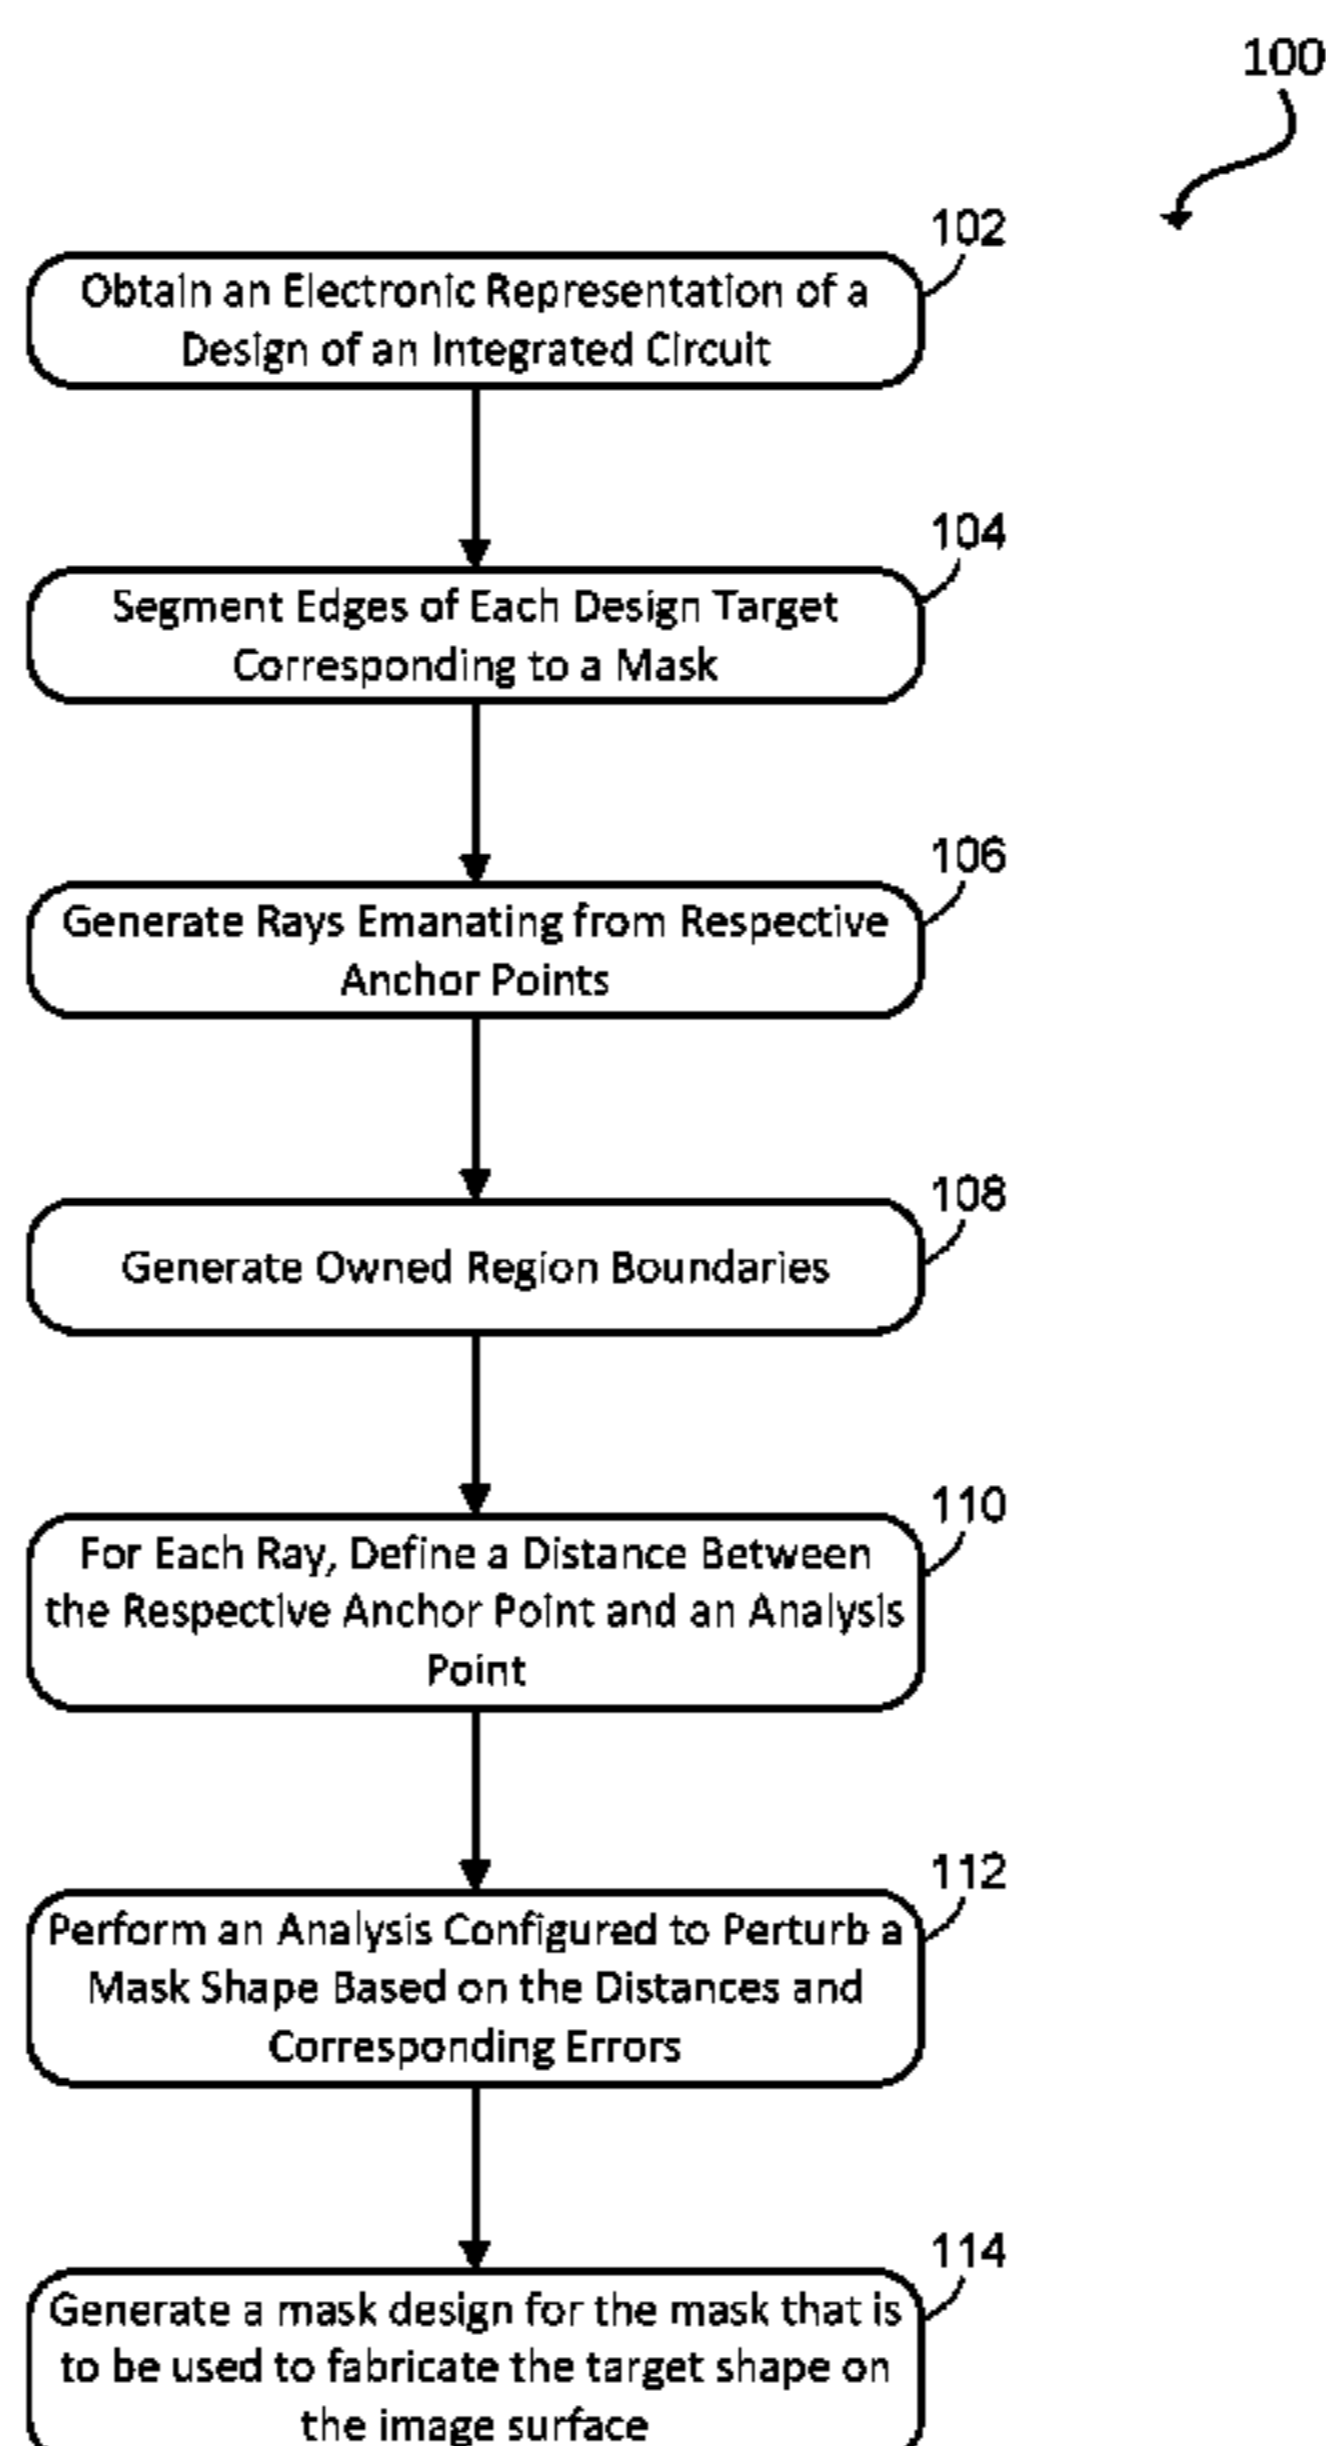 100
102
Obtain an Electronic Representation of a
Design of an Integrated Circuit
104
Segment Edges of Each Design Target
Corresponding to a Mask
106
Generate Rays Emanating from Respective
Anchor Points
108
Generate Owned Region Boundaries
110
For Each Ray, Define a Distance Between
the Respective Anchor Point and an Analysis
Point
112
Perform an Analysis Configured to Perturb a
Mask Shape Based on the Distances and
Corresponding Errors
114
Generate a mask design for the mask that is
to be used to fabricate the target shape on
the image surface